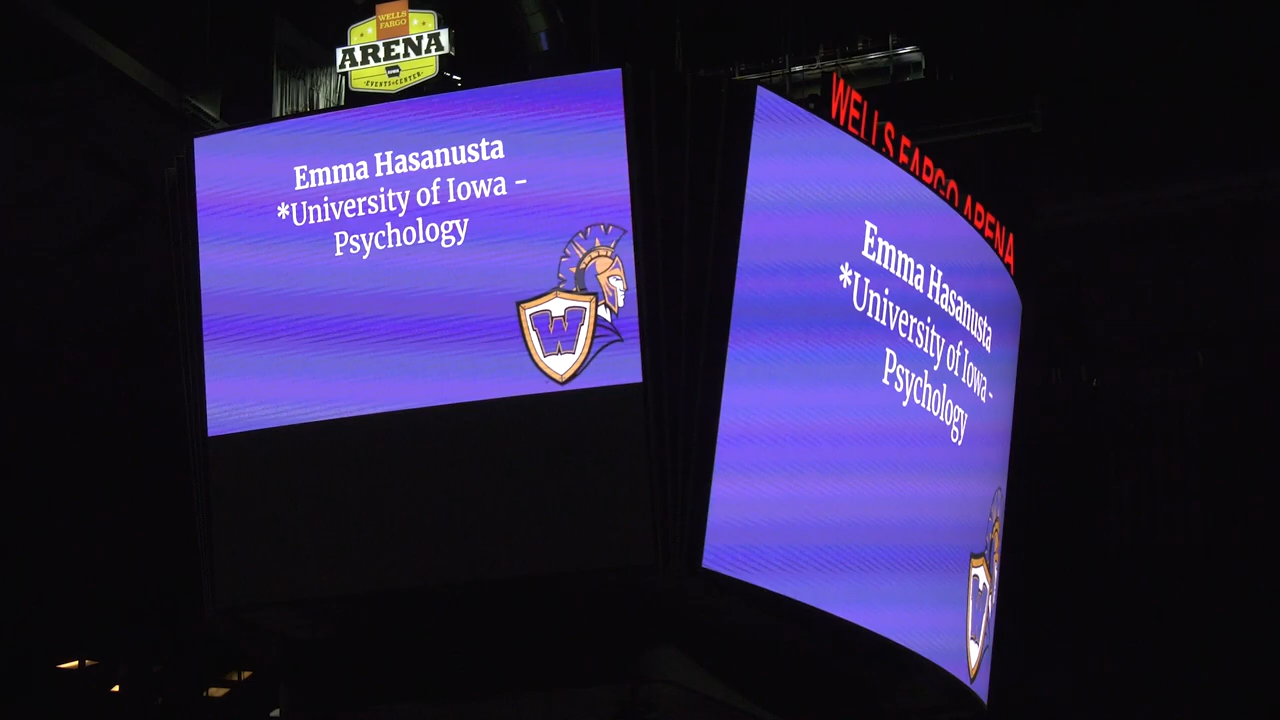 WELLS
FARGO
ARENA
IOWA
EVENTS CENTER
Emma Hasanusta
*University of Iowa –
Psychology
W
WELLS FARGO ARENA
Emma Hasanusta
*University of Iowa –
Psychology
W